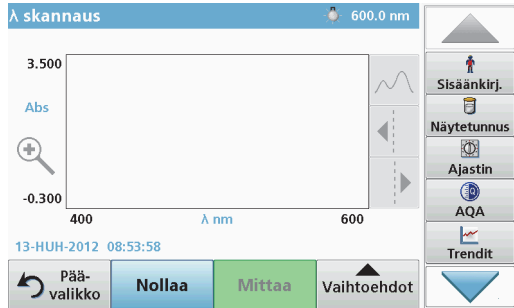 λ skannaus 600.0 nm
3.500
Abs
-0.300
400 λ nm 600
13-HUH-2012 08:53:58
Pää-
valikko
Nollaa
Mittaa
Vaihtoehdot
Sisäänkirj.
Näytetunnus
Ajastin
AQA
Trendit